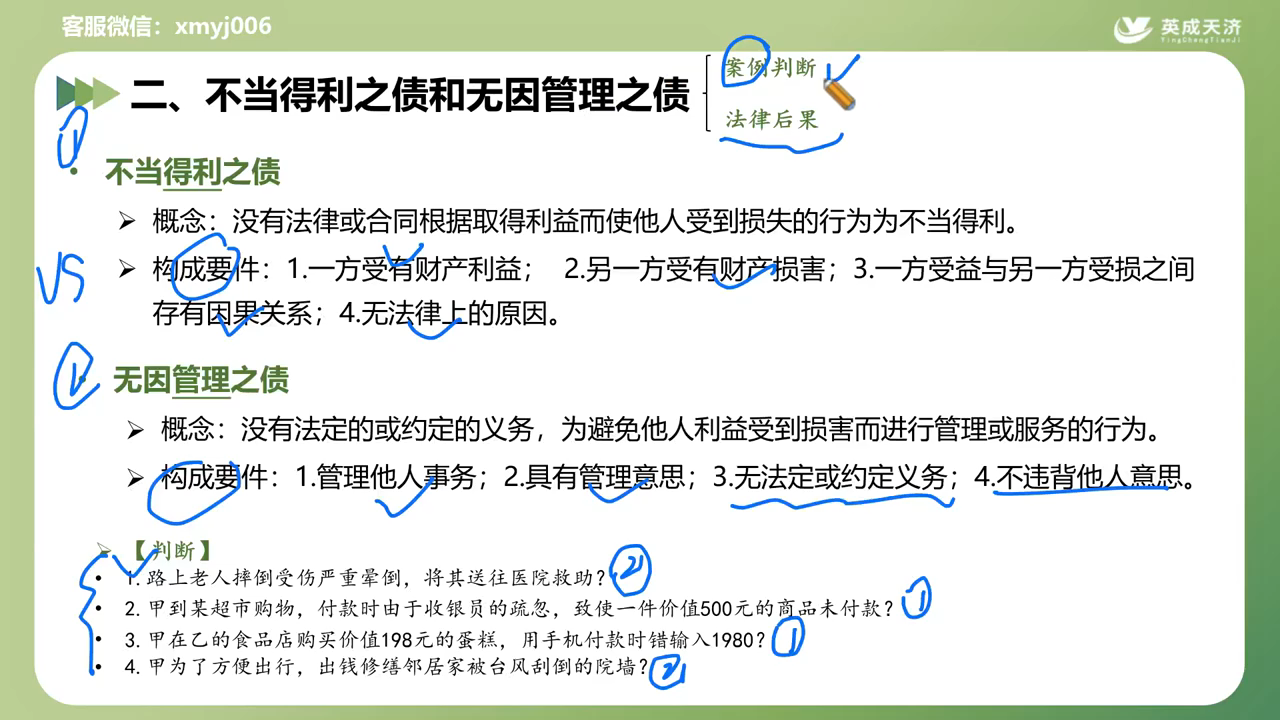 客服微信：xmyj006
英成天济
YingChengTianJi
二、不当得利之债和无因管理之债
案例判断
法律后果
①
不当得利之债
概念：没有法律或合同根据取得利益而使他人受到损失的行为为不当得利。
VS
构成要件：1.一方受有财产利益； 2.另一方受有财产损害；3.一方受益与另一方受损之间
存有因果关系；4.无法律上的原因。
无因管理之债
概念：没有法定的或约定的义务，为避免他人利益受到损害而进行管理或服务的行为。
构成要件：1.管理他人事务；2.具有管理意思；3.无法定或约定义务；4.不违背他人意思。
【判断】
1.路上老人摔倒受伤严重晕倒，将其送往医院救助？②
2.甲到某超市购物，付款时由于收银员的疏忽，致使一件价值500元的商品未付款？①
3.甲在乙的食品店购买价值198元的蛋糕，用手机付款时错输入1980？①
4.甲为了方便出行，出钱修缮邻居家被台风刮倒的院墙？②